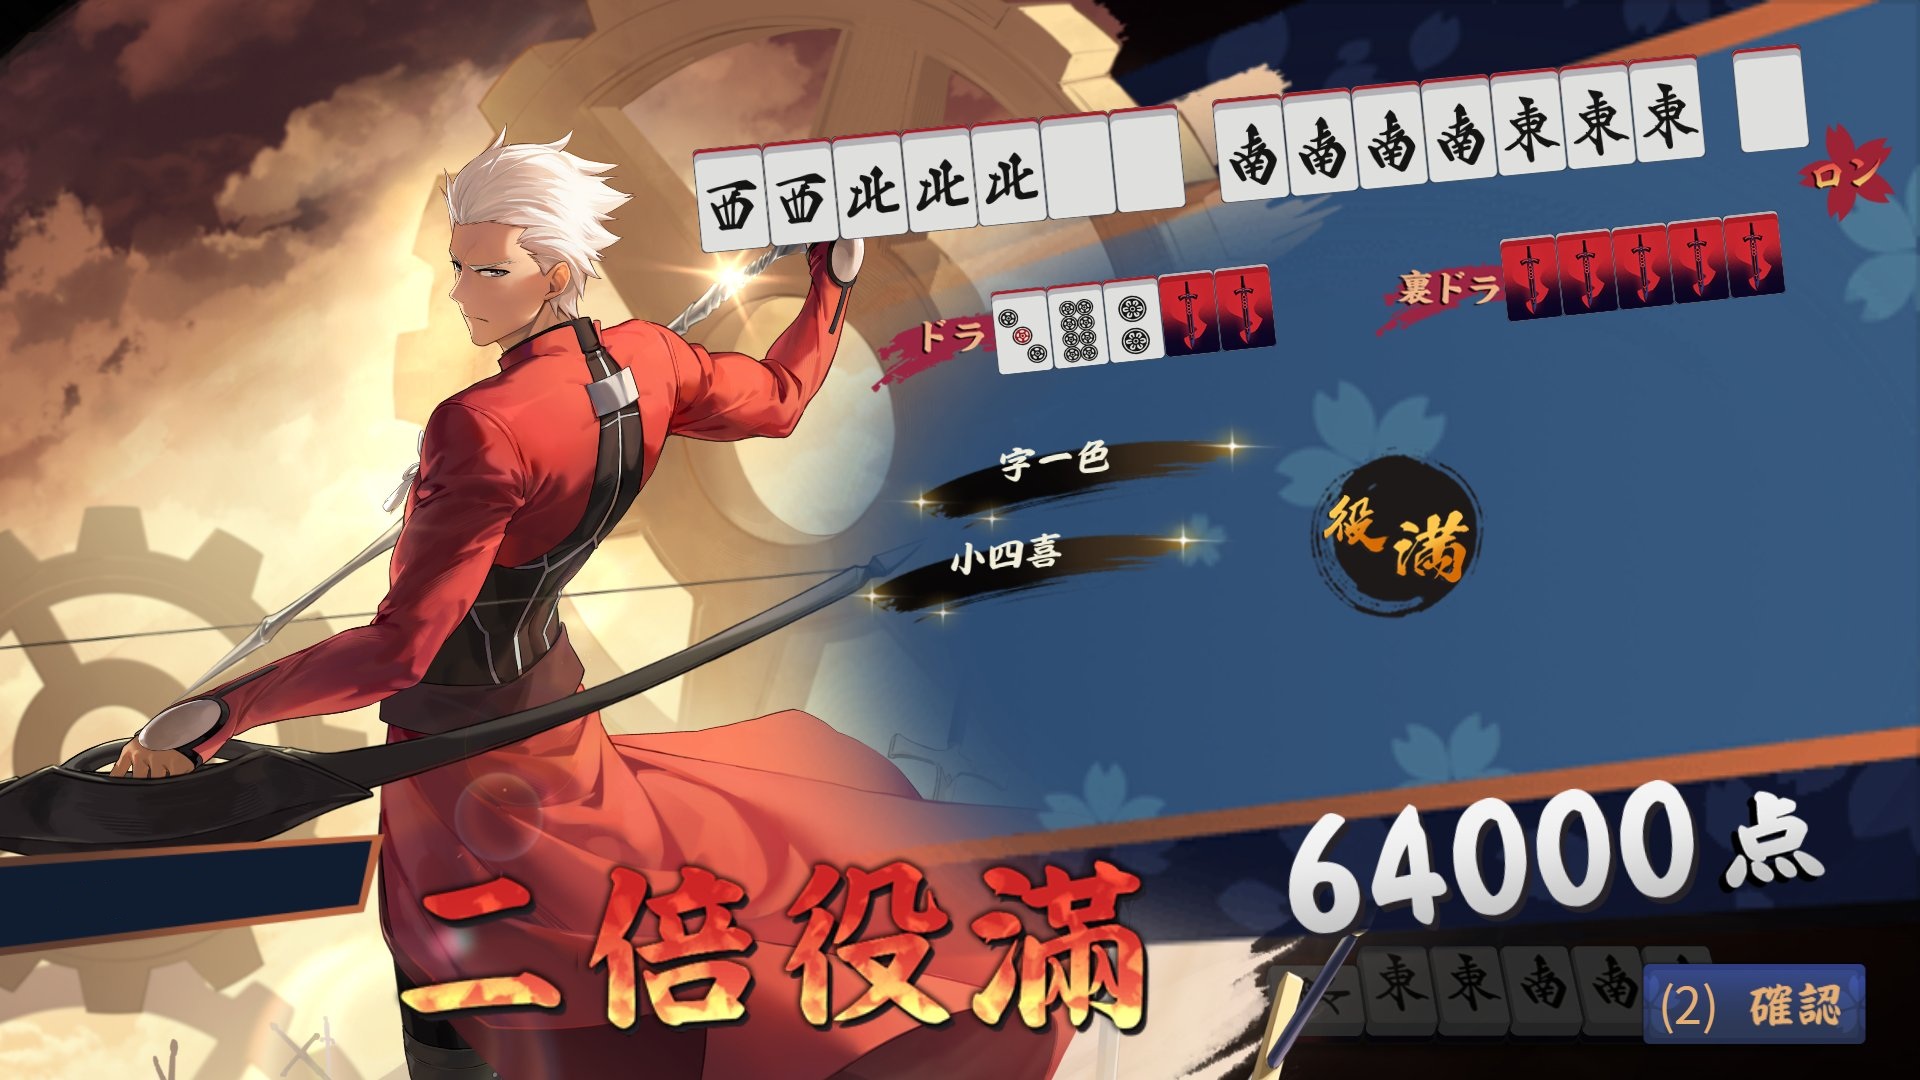 西西北北北 南南南南東東東
ロン
ドラ
裏ドラ
字一色
小四喜
役満
64000点
二倍役満
東東南南
(2) 確認